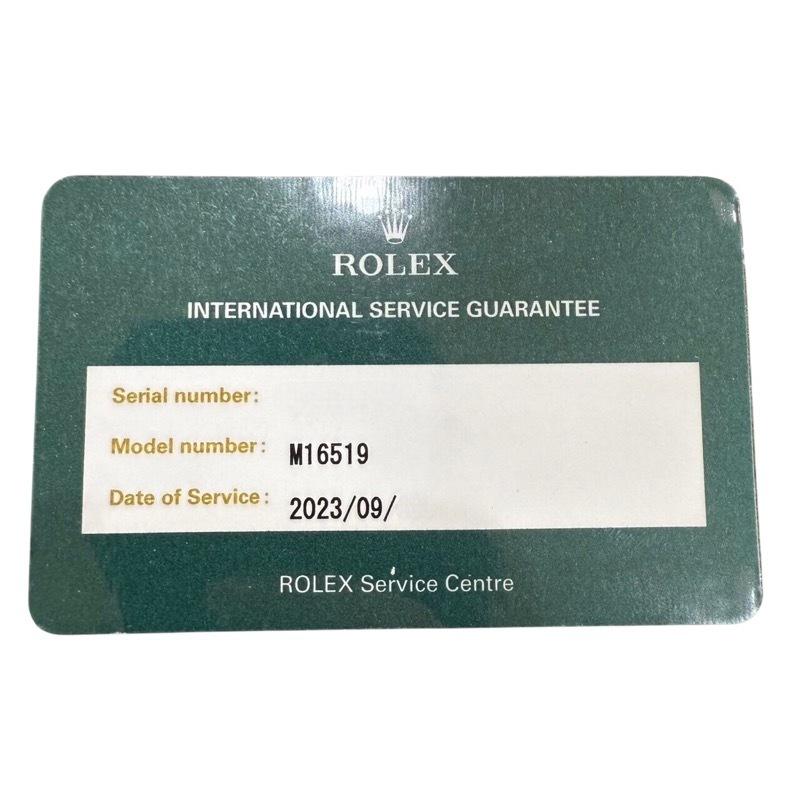 ROLEX
INTERNATIONAL SERVICE GUARANTEE
Serial number:
Model number: M16519
Date of Service: 2023/09/
ROLEX Service Centre